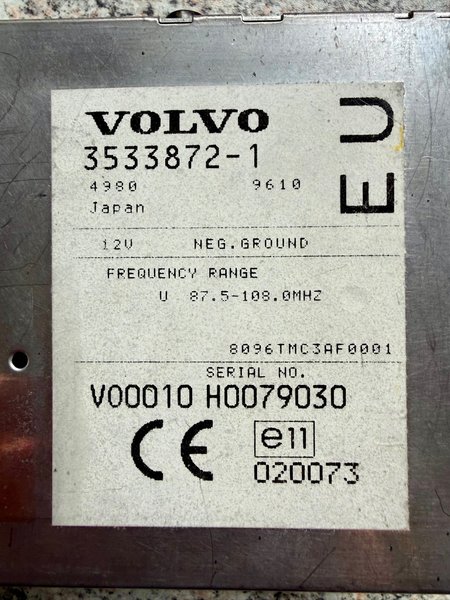 VOLVO
3533872-1
4980 9610
Japan
EU
12V NEG.GROUND
FREQUENCY RANGE
U 87.5-108.0MHZ
8096TMC3AF0001
SERIAL NO.
V00010 H0079030
CE e11
020073